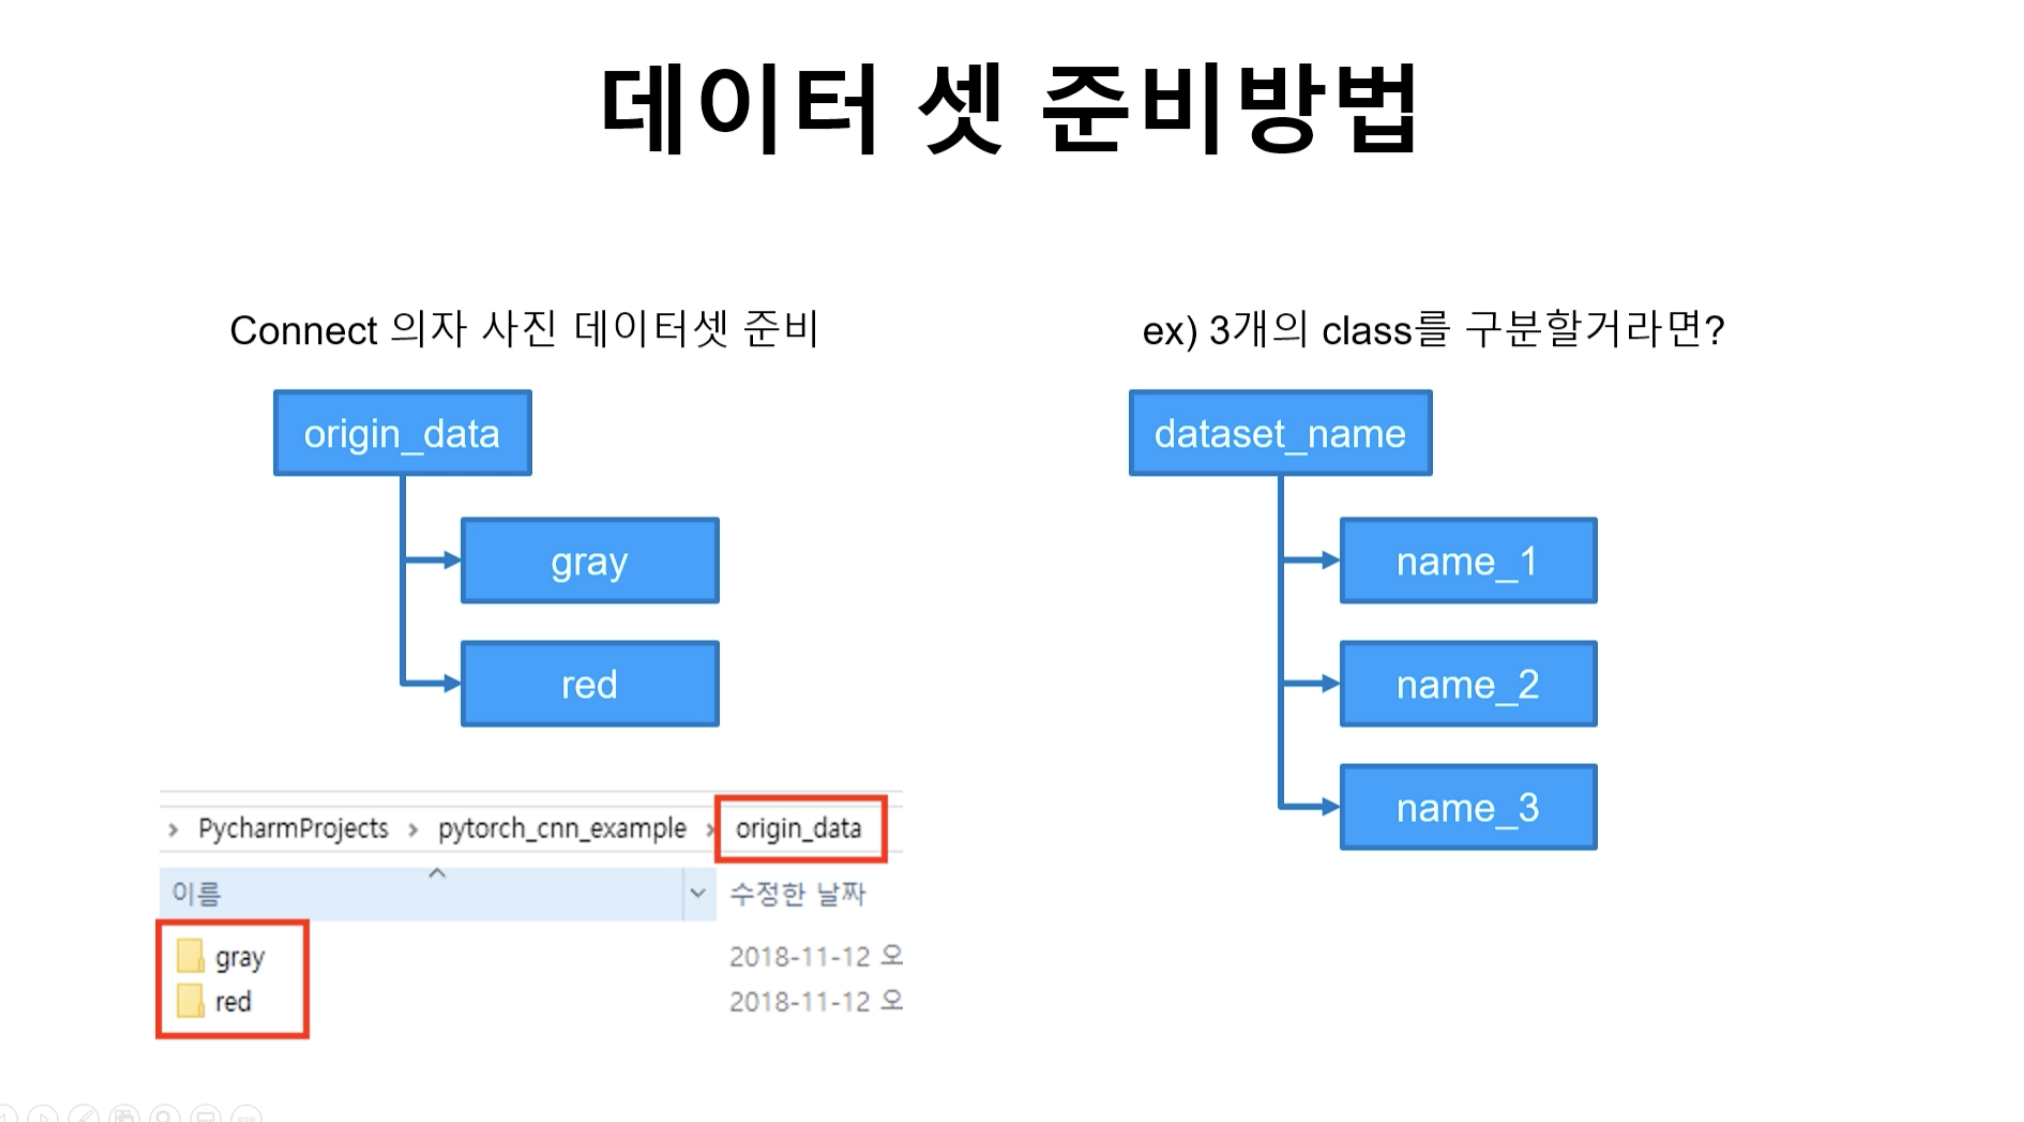 데이터 셋 준비방법
Connect 의자 사진 데이터셋 준비
origin_data
gray
red
PycharmProjects > pytorch_cnn_example > origin_data
이름
수정한 날짜
gray
2018-11-12 오
red
2018-11-12 오
ex) 3개의 class를 구분할거라면?
dataset_name
name_1
name_2
name_3